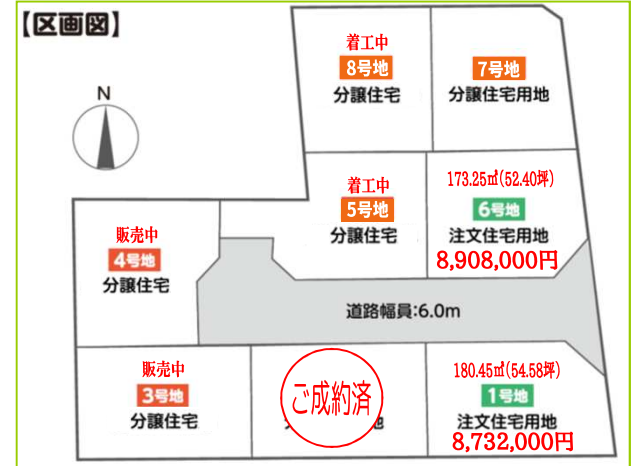 【区画図】
N
着工中
8号地
分譲住宅
7号地
分譲住宅用地
着工中
5号地
分譲住宅
173.25㎡(52.40坪)
6号地
注文住宅用地
8,908,000円
販売中
4号地
分譲住宅
道路幅員:6.0m
販売中
3号地
分譲住宅
ご成約済
地
180.45㎡(54.58坪)
1号地
注文住宅用地
8,732,000円